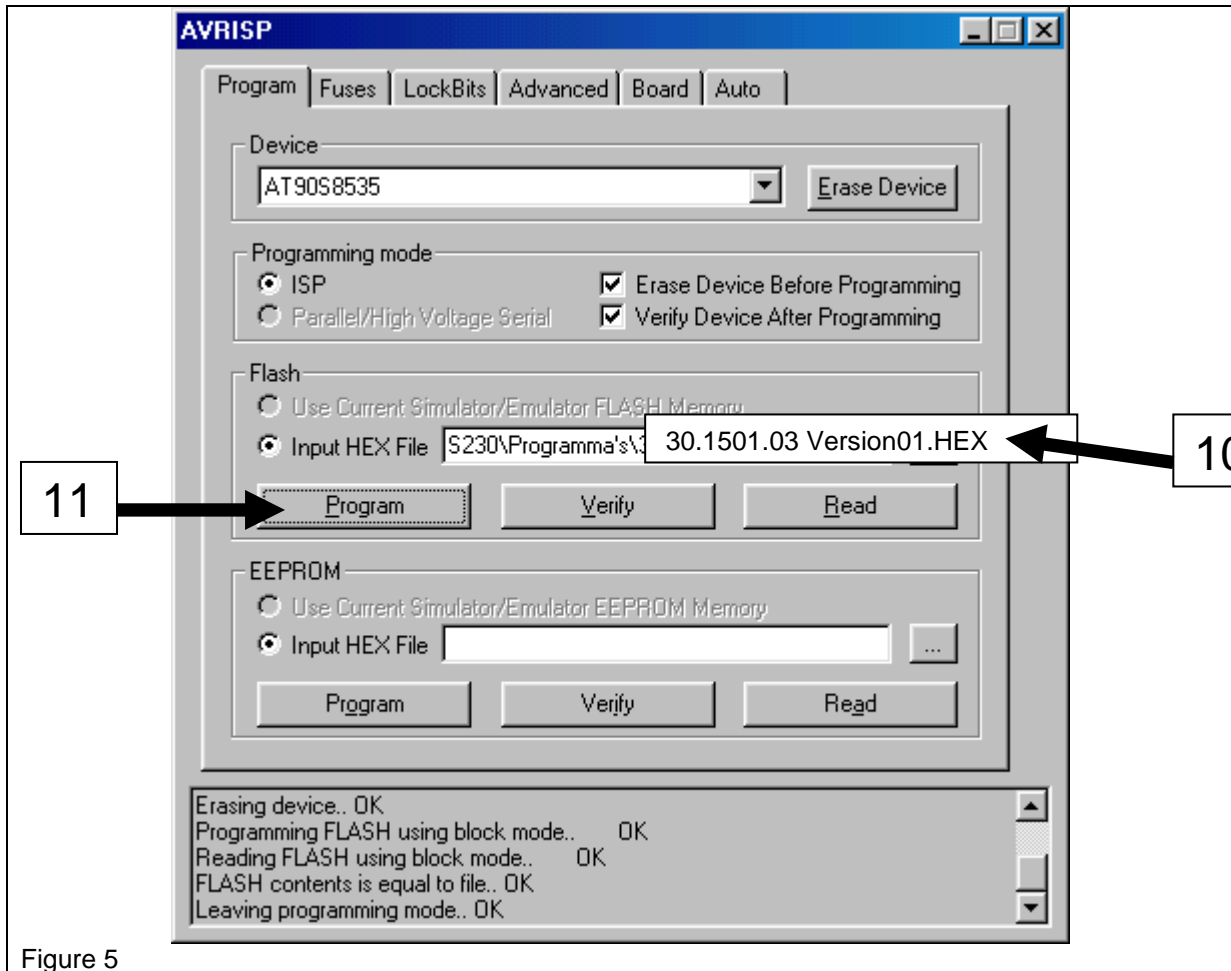 AVRISP
Program Fuses LockBits Advanced Board Auto
Device
AT90S8535 Erase Device
Programming mode
ISP Erase Device Before Programming
Parallel/High Voltage Serial Verify Device After Programming
Flash
Use Current Simulator/Emulator FLASH Memory
Input HEX File S230\Programma's\3 30.1501.03 Version01.HEX 10
11 Program Verify Read
EEPROM
Use Current Simulator/Emulator EEPROM Memory
Input HEX File ...
Program Verify Read
Erasing device.. OK
Programming FLASH using block mode.. OK
Reading FLASH using block mode.. OK
FLASH contents is equal to file.. OK
Leaving programming mode.. OK
Figure 5